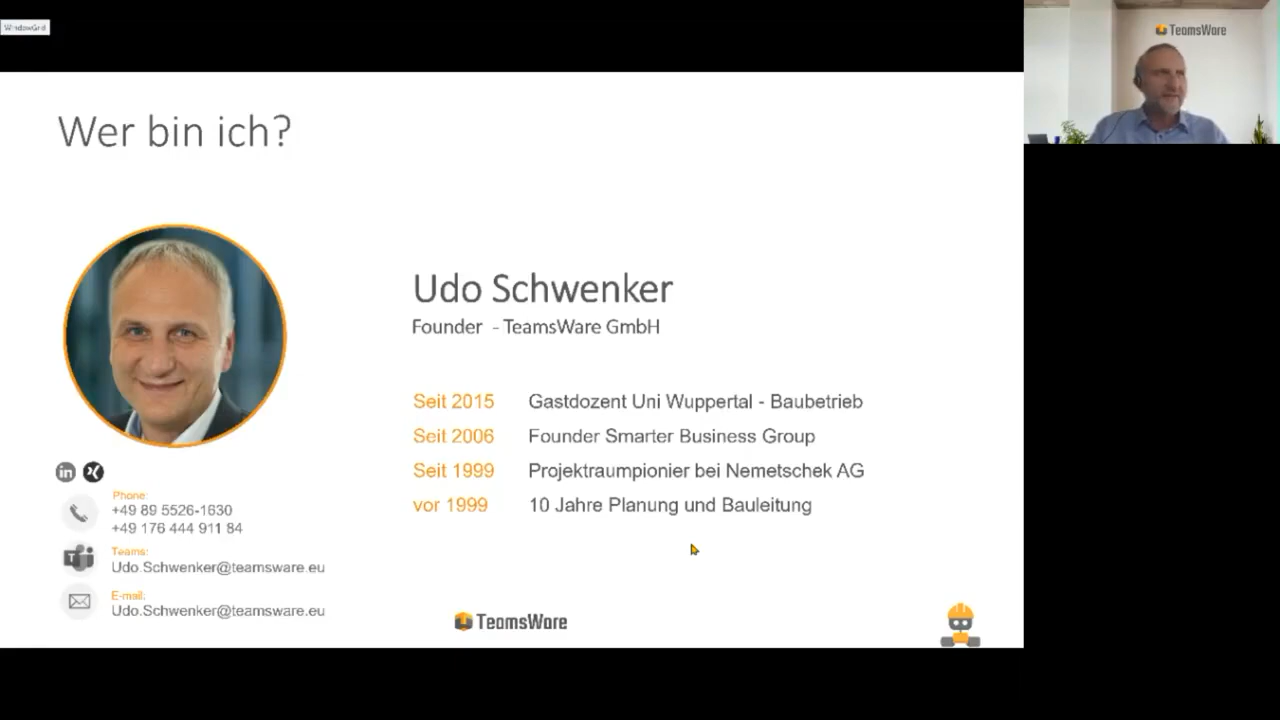 WindowGrid
TeamsWare
Wer bin ich?
Udo Schwenker
Founder - TeamsWare GmbH
Seit 2015 Gastdozent Uni Wuppertal - Baubetrieb
Seit 2006 Founder Smarter Business Group
Seit 1999 Projektraumpionier bei Nemetschek AG
vor 1999 10 Jahre Planung und Bauleitung
in
Phone:
+49 89 5526-1630
+49 176 444 911 84
T
Teams:
Udo.Schwenker@teamsware.eu
E-mail:
Udo.Schwenker@teamsware.eu
TeamsWare